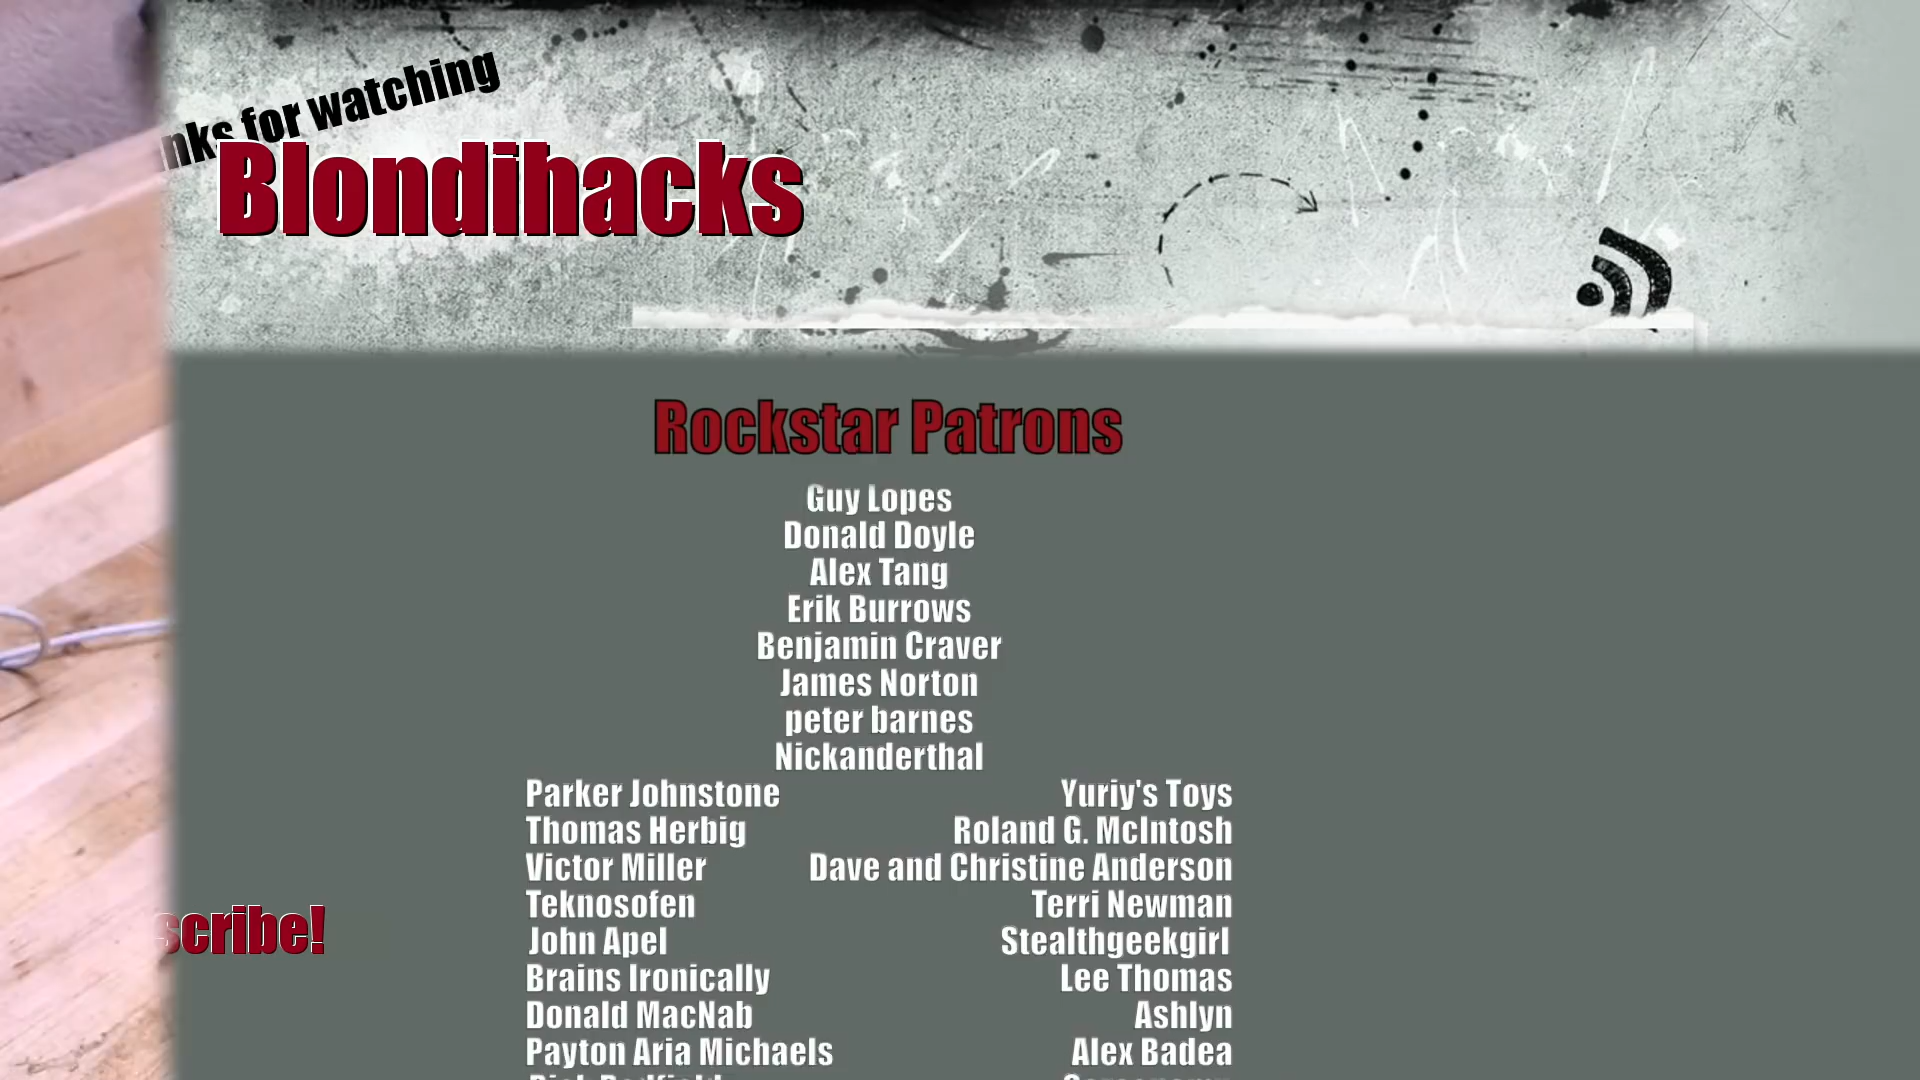 nks for watching
Blondihacks
Rockstar Patrons
Guy Lopes
Donald Doyle
Alex Tang
Erik Burrows
Benjamin Craver
James Norton
peter barnes
Nickanderthal
Parker Johnstone Yuriy's Toys
Thomas Herbig Roland G. McIntosh
Victor Miller Dave and Christine Anderson
Teknosofen Terri Newman
scribe!
John Apel Stealthgeekgirl
Brains Ironically Lee Thomas
Donald MacNab Ashlyn
Payton Aria Michaels Alex Badea